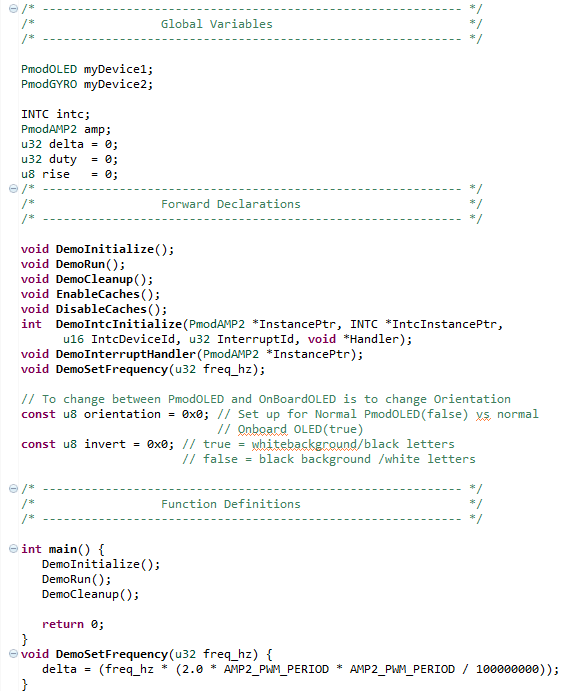 /* ------------------------------------------------------------ */
/*                  Global Variables                            */
/* ------------------------------------------------------------ */

PmodOLED myDevice1;
PmodGYRO myDevice2;

INTC intc;
PmodAMP2 amp;
u32 delta = 0;
u32 duty  = 0;
u8 rise   = 0;
/* ------------------------------------------------------------ */
/*                  Forward Declarations                        */
/* ------------------------------------------------------------ */

void DemoInitialize();
void DemoRun();
void DemoCleanup();
void EnableCaches();
void DisableCaches();
int  DemoIntcInitialize(PmodAMP2 *InstancePtr, INTC *IntcInstancePtr,
      u16 IntcDeviceId, u32 InterruptId, void *Handler);
void DemoInterruptHandler(PmodAMP2 *InstancePtr);
void DemoSetFrequency(u32 freq_hz);

// To change between PmodOLED and OnBoardOLED is to change Orientation
const u8 orientation = 0x0; // Set up for Normal PmodOLED(false) vs normal
                            // Onboard OLED(true)
const u8 invert = 0x0; // true = whitebackground/black letters
                       // false = black background /white letters

/* ------------------------------------------------------------ */
/*                  Function Definitions                        */
/* ------------------------------------------------------------ */

int main() {
   DemoInitialize();
   DemoRun();
   DemoCleanup();

   return 0;
}
void DemoSetFrequency(u32 freq_hz) {
   delta = (freq_hz * (2.0 * AMP2_PWM_PERIOD * AMP2_PWM_PERIOD / 100000000));
}